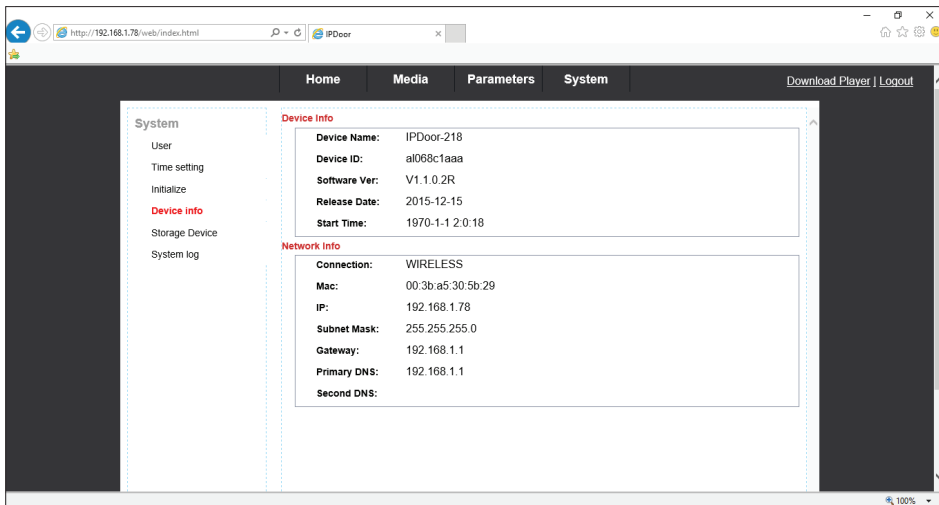 http://192.168.1.78/web/index.html
IPDoor
Home Media Parameters System
Download Player | Logout
System
User
Time setting
Initialize
Device info
Storage Device
System log
Device Info
Device Name: IPDoor-218
Device ID: al068c1aaa
Software Ver: V1.1.0.2R
Release Date: 2015-12-15
Start Time: 1970-1-1 2:0:18
Network Info
Connection: WIRELESS
Mac: 00:3b:a5:30:5b:29
IP: 192.168.1.78
Subnet Mask: 255.255.255.0
Gateway: 192.168.1.1
Primary DNS: 192.168.1.1
Second DNS:
100%